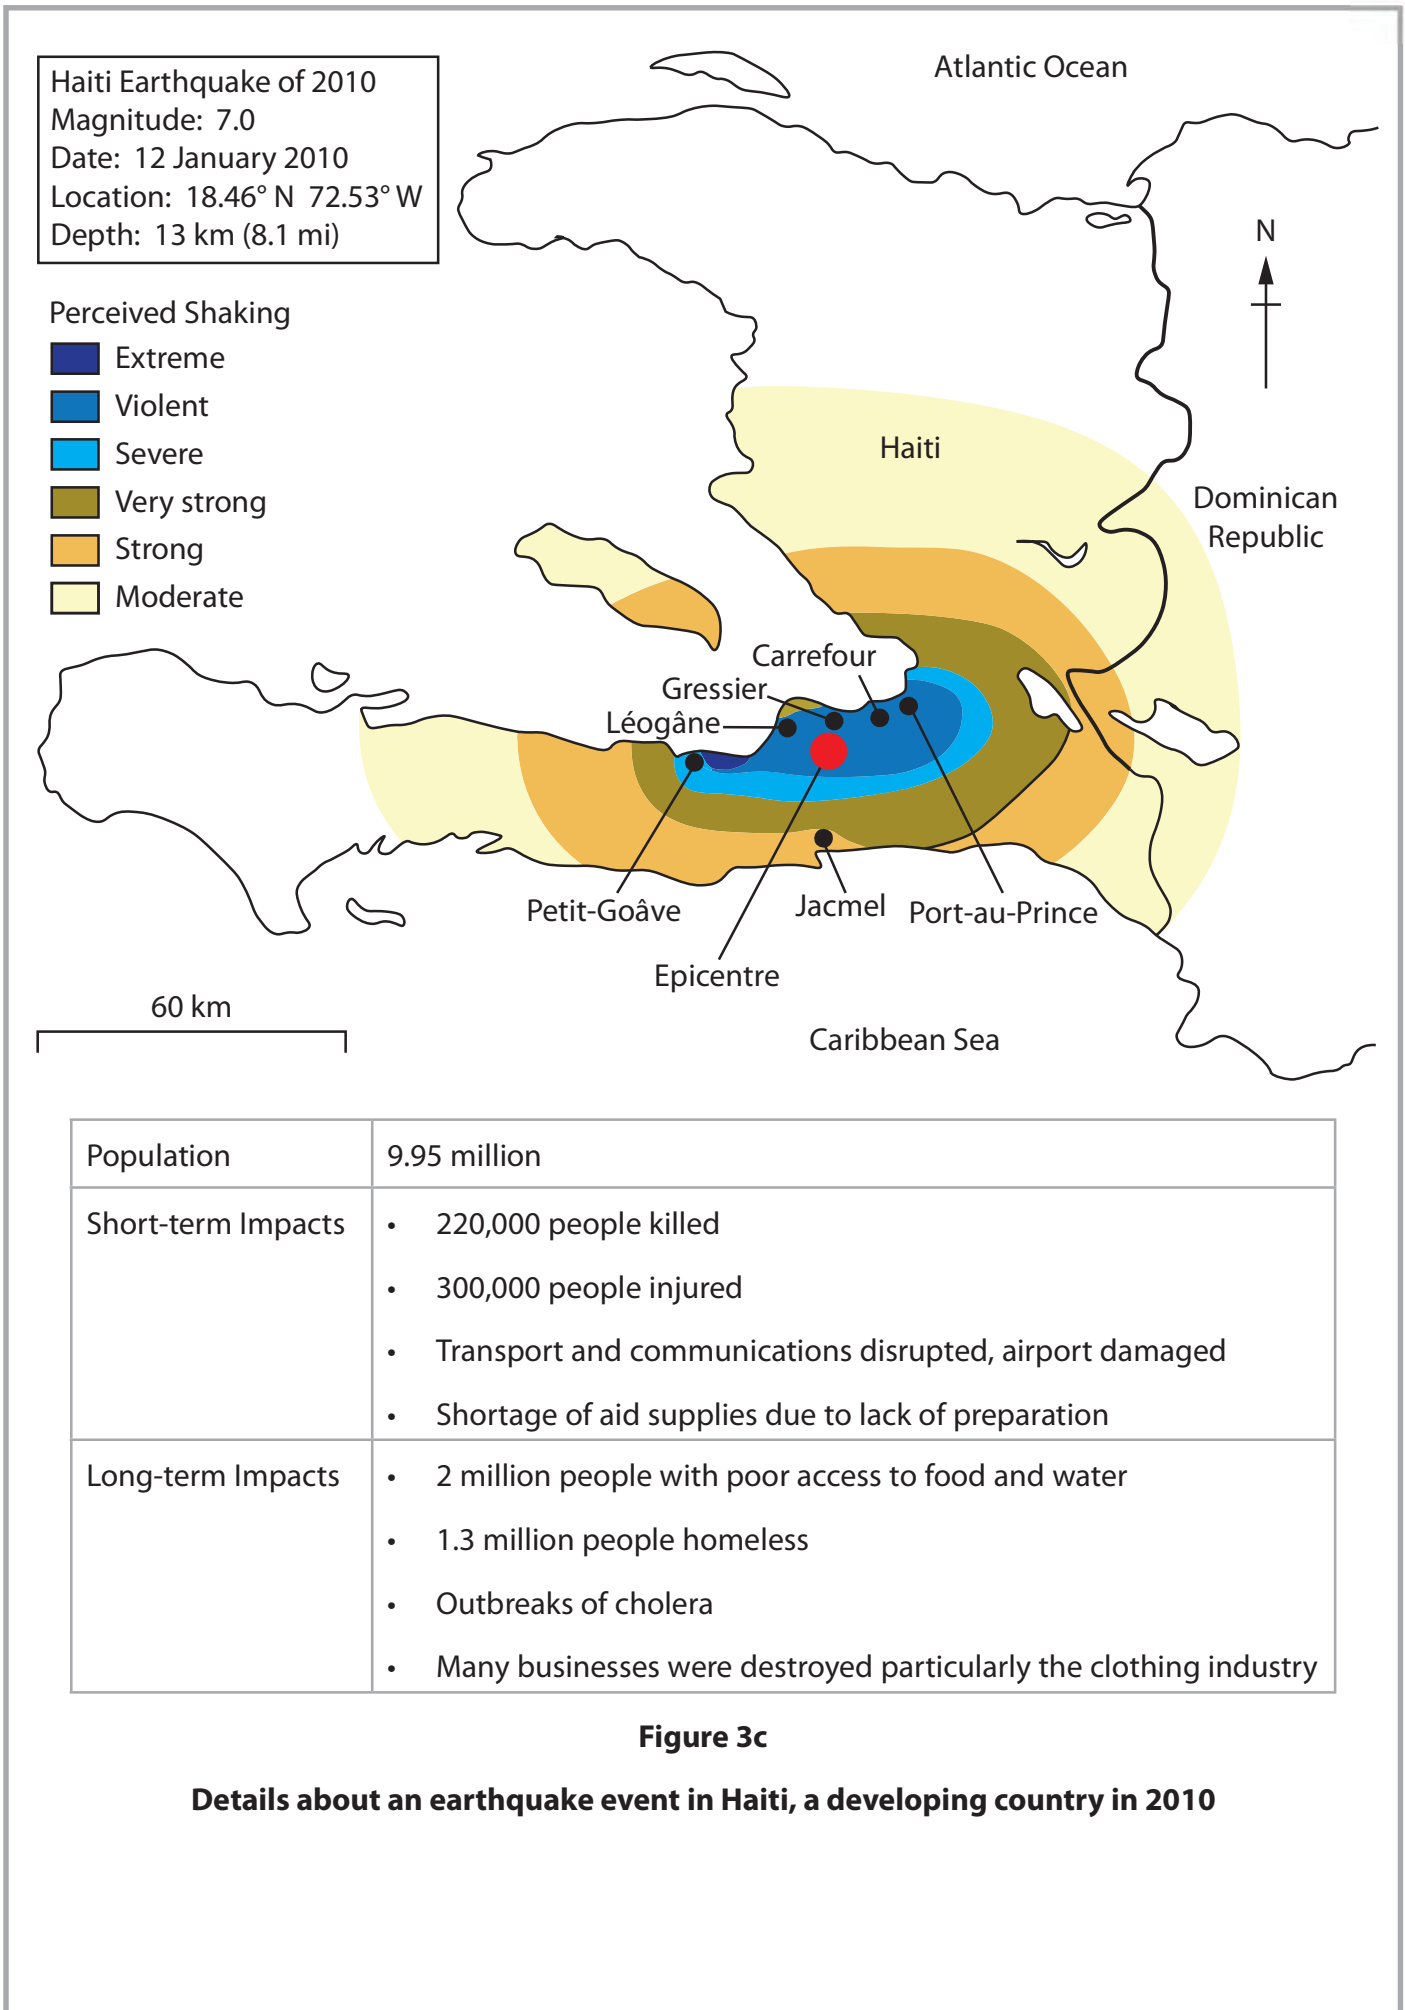 Haiti Earthquake of 2010
Magnitude: 7.0
Date: 12 January 2010
Location: 18.46° N 72.53° W
Depth: 13 km (8.1 mi)
Atlantic Ocean
N
Perceived Shaking
Extreme
Violent
Severe
Very strong
Strong
Moderate
Haiti
Dominican
Republic
Carrefour
Gressier
Léogâne
Petit-Goâve
Jacmel
Port-au-Prince
Epicentre
60 km
Caribbean Sea
Population
9.95 million
Short-term Impacts
• 220,000 people killed
• 300,000 people injured
• Transport and communications disrupted, airport damaged
• Shortage of aid supplies due to lack of preparation
Long-term Impacts
• 2 million people with poor access to food and water
• 1.3 million people homeless
• Outbreaks of cholera
• Many businesses were destroyed particularly the clothing industry
Figure 3c
Details about an earthquake event in Haiti, a developing country in 2010